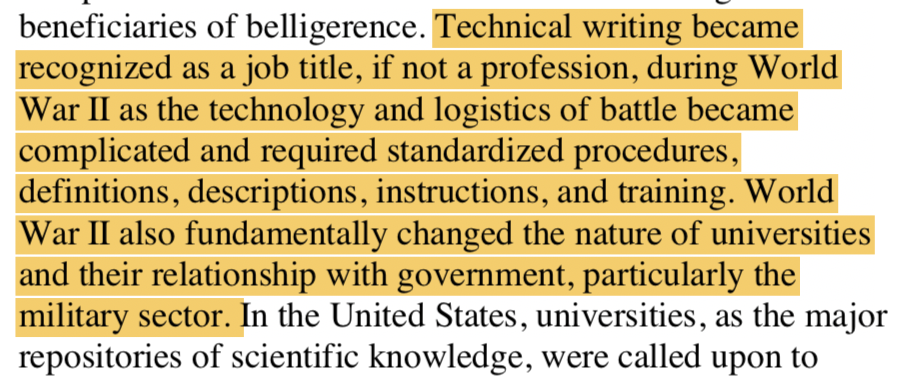 beneficiaries of belligerence. Technical writing became
recognized as a job title, if not a profession, during World
War II as the technology and logistics of battle became
complicated and required standardized procedures,
definitions, descriptions, instructions, and training. World
War II also fundamentally changed the nature of universities
and their relationship with government, particularly the
military sector. In the United States, universities, as the major
repositories of scientific knowledge, were called upon to